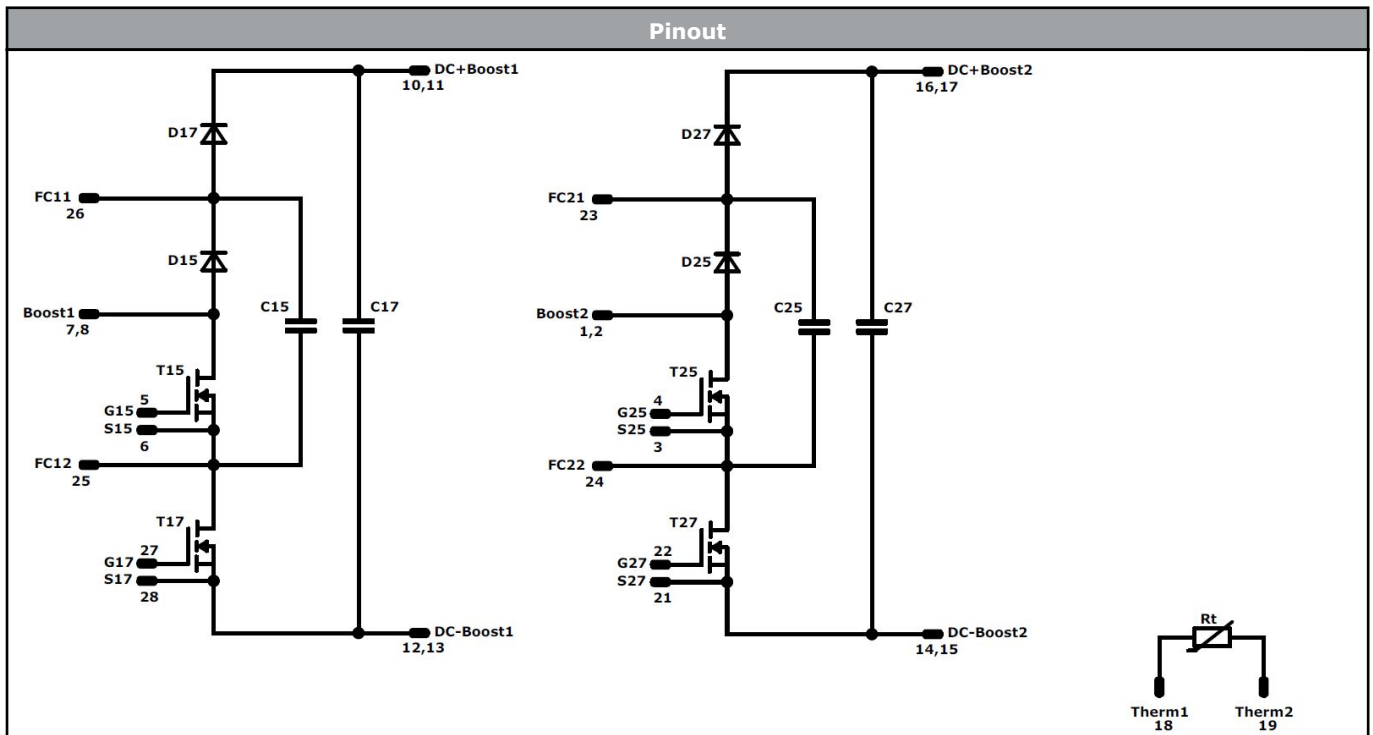 Pinout
DC+Boost1
10,11
D17
FC11
26
D15
Boost1
7,8
C15
C17
T15
5
G15
S15
6
FC12
25
T17
27
G17
S17
28
DC-Boost1
12,13
DC+Boost2
16,17
D27
FC21
23
D25
Boost2
1,2
C25
C27
T25
4
G25
S25
3
FC22
24
T27
22
G27
S27
21
DC-Boost2
14,15
Rt
Therm1
18
Therm2
19